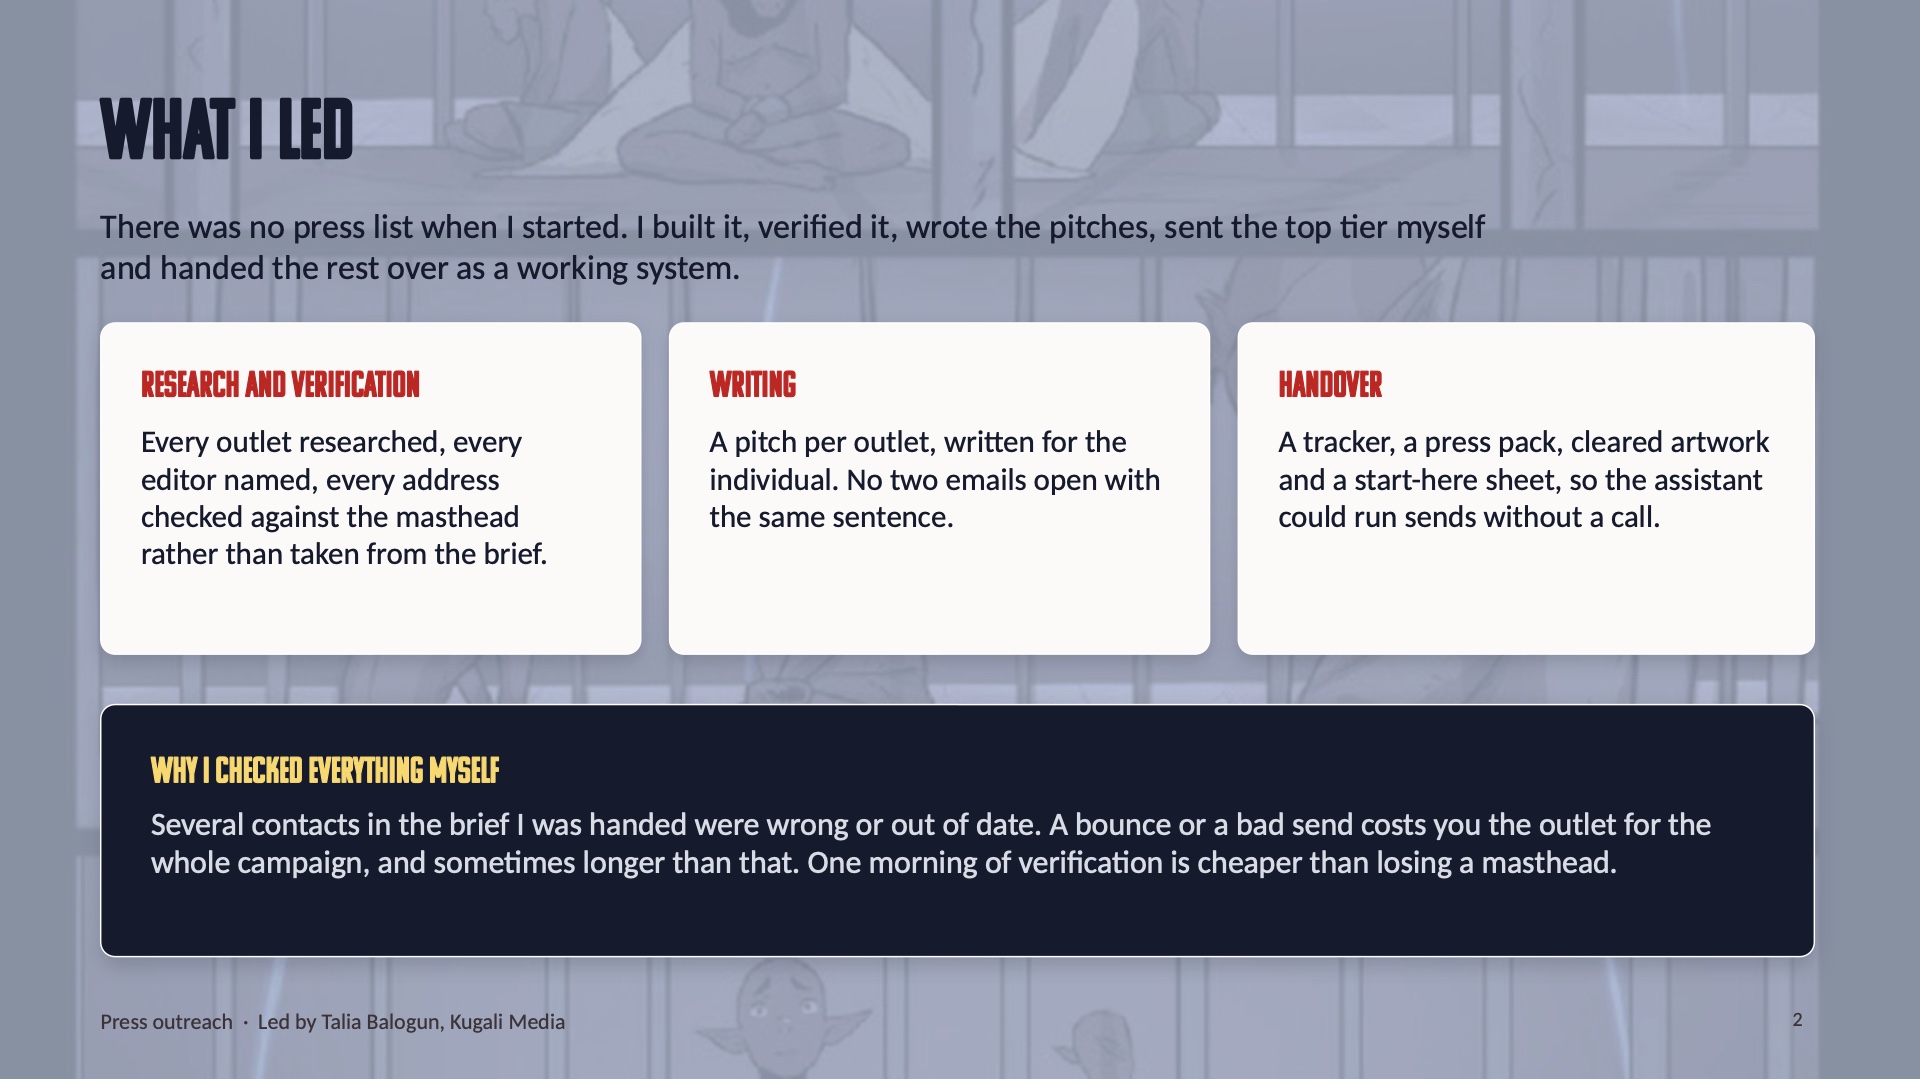 WHAT I LED
There was no press list when I started. I built it, verified it, wrote the pitches, sent the top tier myself
and handed the rest over as a working system.
RESEARCH AND VERIFICATION
Every outlet researched, every
editor named, every address
checked against the masthead
rather than taken from the brief.
WRITING
A pitch per outlet, written for the
individual. No two emails open with
the same sentence.
HANDOVER
A tracker, a press pack, cleared artwork
and a start-here sheet, so the assistant
could run sends without a call.
WHY I CHECKED EVERYTHING MYSELF
Several contacts in the brief I was handed were wrong or out of date. A bounce or a bad send costs you the outlet for the
whole campaign, and sometimes longer than that. One morning of verification is cheaper than losing a masthead.
Press outreach · Led by Talia Balogun, Kugali Media
2